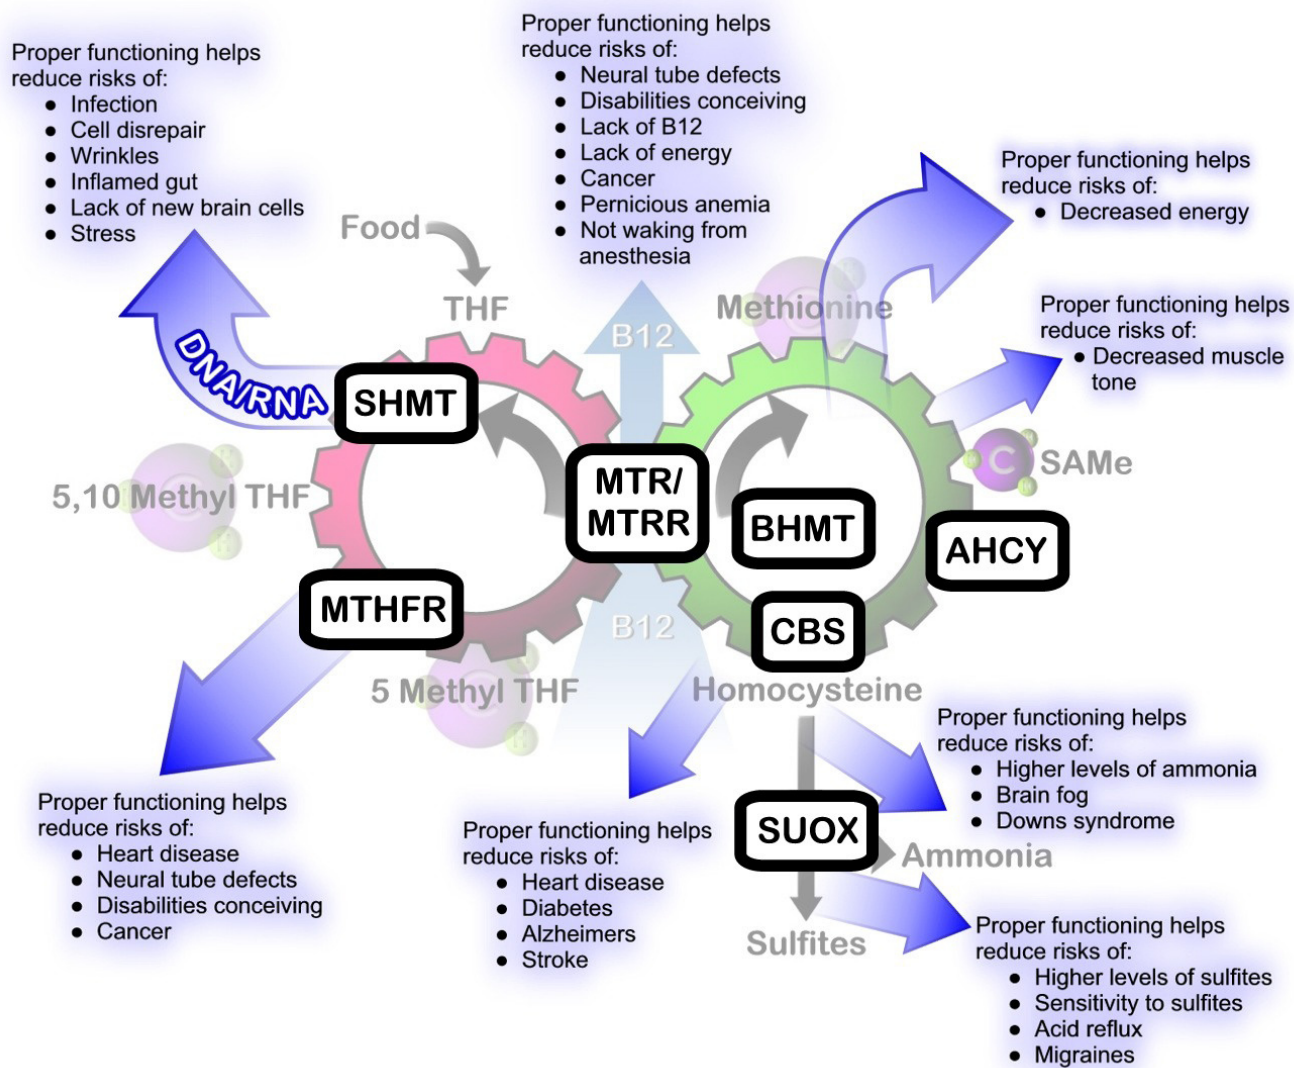 Proper functioning helps
reduce risks of:
● Infection
● Cell disrepair
● Wrinkles
● Inflamed gut
● Lack of new brain cells
● Stress
Proper functioning helps
reduce risks of:
● Neural tube defects
● Disabilities conceiving
● Lack of B12
● Lack of energy
● Cancer
● Pernicious anemia
● Not waking from
anesthesia
Proper functioning helps
reduce risks of:
● Decreased energy
Proper functioning helps
reduce risks of:
● Decreased muscle
tone
Food
THF
B12
Methionine
DNA/RNA
SHMT
5,10 Methyl THF
C
H
H
MTR/
MTRR
BHMT
C
H
H
SAMe
AHCY
MTHFR
CBS
B12
5 Methyl THF
C
H
H
Homocysteine
SUOX
Ammonia
Sulfites
Proper functioning helps
reduce risks of:
● Heart disease
● Neural tube defects
● Disabilities conceiving
● Cancer
Proper functioning helps
reduce risks of:
● Heart disease
● Diabetes
● Alzheimers
● Stroke
Proper functioning helps
reduce risks of:
● Higher levels of ammonia
● Brain fog
● Downs syndrome
Proper functioning helps
reduce risks of:
● Higher levels of sulfites
● Sensitivity to sulfites
● Acid reflux
● Migraines